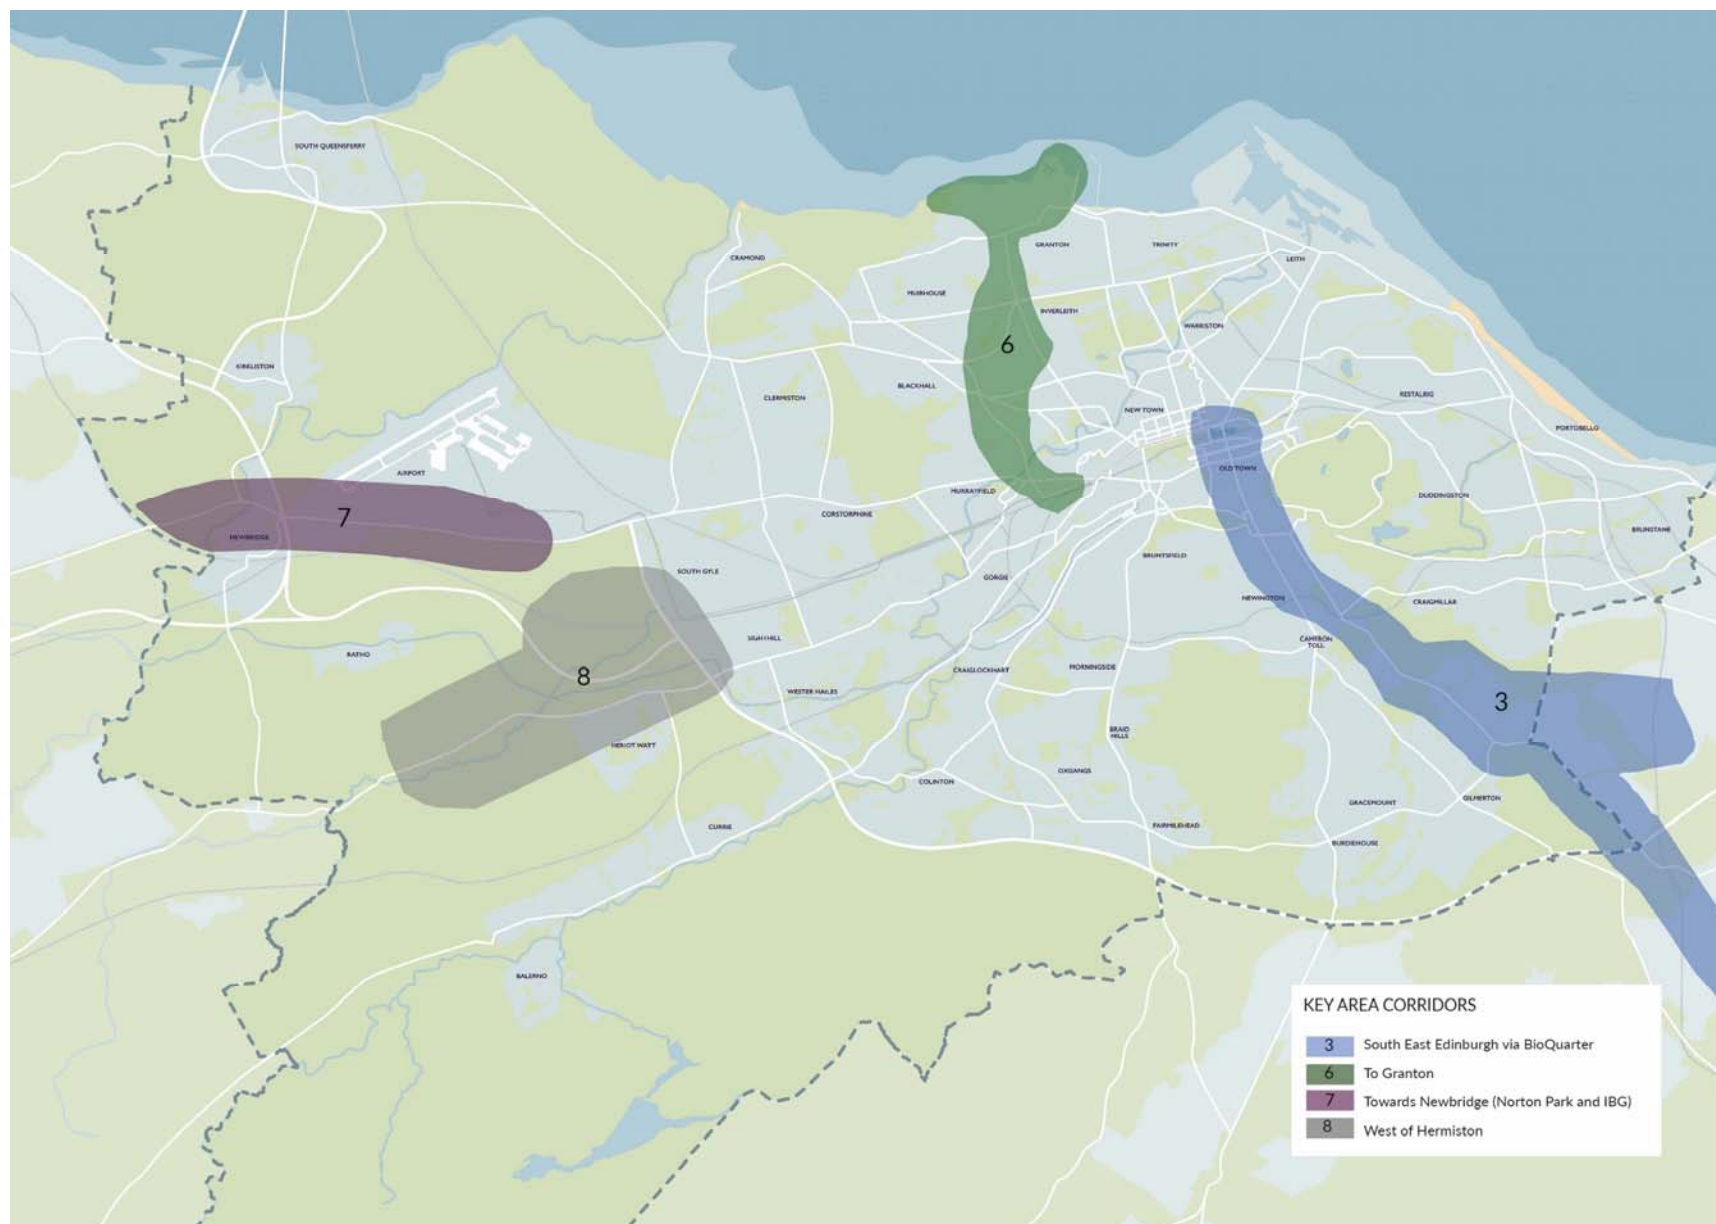 SOUTH QUEENSFERRY
CRAMOND
GRANTON
TRINITY
LEITH
MUIRHOUSE
INVERLEITH
WARRISTON
6
KIRKLISTON
BLACKHALL
CLERMISTON
NEW TOWN
RESTALRIG
PORTOBELLO
AIRPORT
OLD TOWN
MURRAYFIELD
DUDDINGSTON
7
CORSTORPHINE
BRUNSTANE
NEWBRIDGE
BRUNTSFIELD
SOUTH GYLE
GORGIE
NEWINGTON
CRAIGMILLAR
SIGHTHILL
CAMERON
TOLL
RATHO
CRAIGLOCKHART
MORNINGSIDE
8
WESTER HAILES
3
BRAID
HILLS
HERIOT WATT
OXGANGS
COLINTON
GRACEMOUNT
GILMERTON
CURRIE
FAIRMILEHEAD
BURDIEHOUSE
BALERNO
KEY AREA CORRIDORS
3 South East Edinburgh via BioQuarter
6 To Granton
7 Towards Newbridge (Norton Park and IBG)
8 West of Hermiston